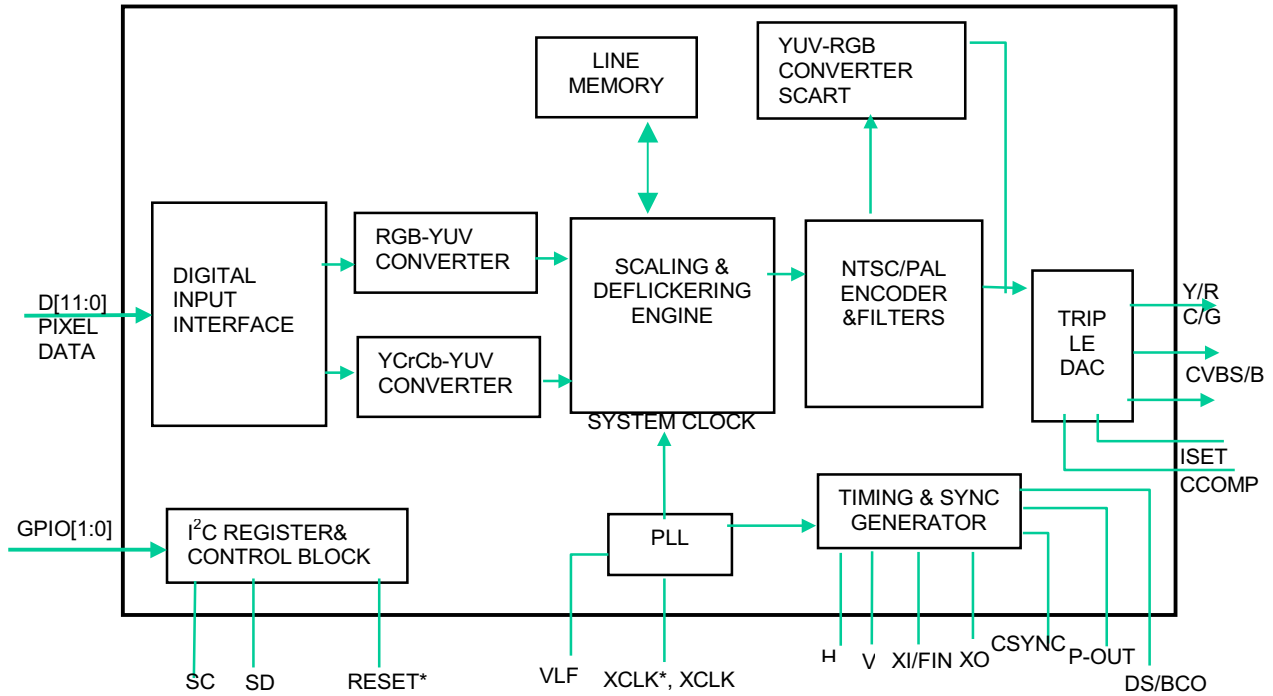 LINE
MEMORY
YUV-RGB
CONVERTER
SCART
DIGITAL
INPUT
INTERFACE
RGB-YUV
CONVERTER
YCrCb-YUV
CONVERTER
SCALING &
DEFLICKERING
ENGINE
NTSC/PAL
ENCODER
&FILTERS
TRIP
LE
DAC
D[11:0]
PIXEL
DATA
Y/R
C/G
CVBS/B
ISET
CCOMP
SYSTEM CLOCK
GPIO[1:0]
I²C REGISTER&
CONTROL BLOCK
PLL
TIMING & SYNC
GENERATOR
SC
SD
RESET*
VLF
XCLK*, XCLK
H
V
XI/FIN
XO
CSYNC
P-OUT
DS/BCO